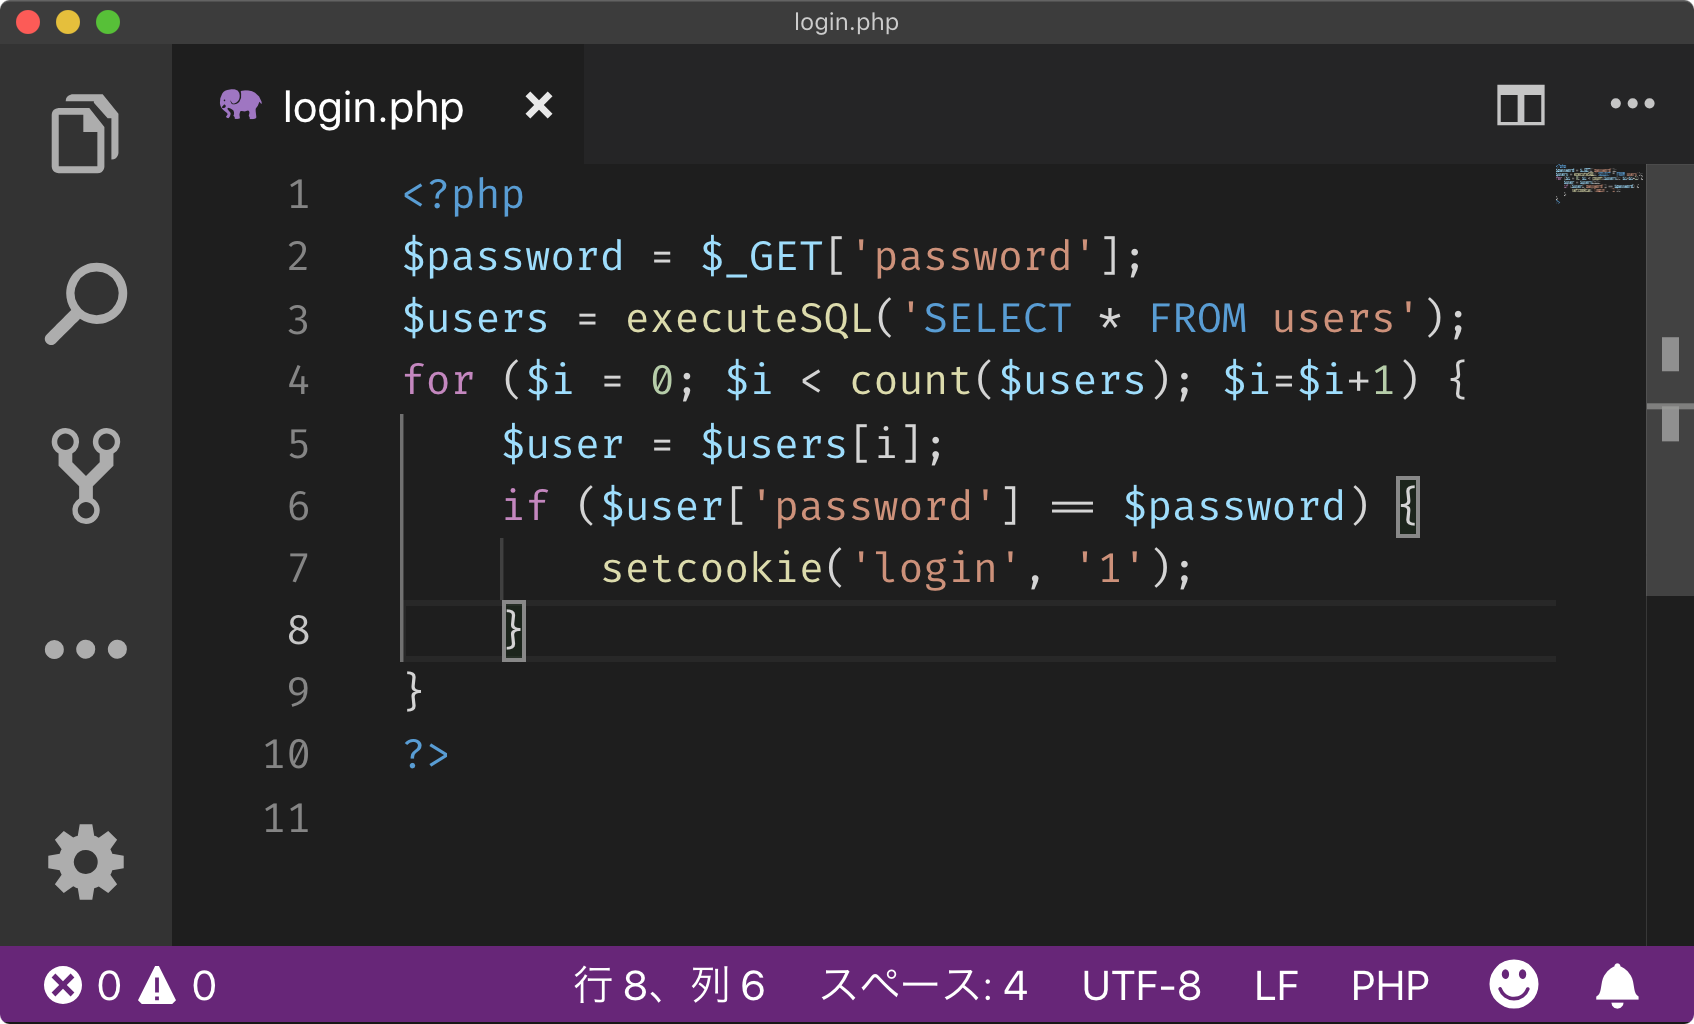 login.php
login.php
1 <?php
2 $password = $_GET['password'];
3 $users = executeSQL('SELECT * FROM users');
4 for ($i = 0; $i < count($users); $i=$i+1) {
5     $user = $users[i];
6     if ($user['password'] == $password) {
7         setcookie('login', '1');
8     }
9 }
10 ?>
11
0 0 行 8、列 6 スペース: 4 UTF-8 LF PHP